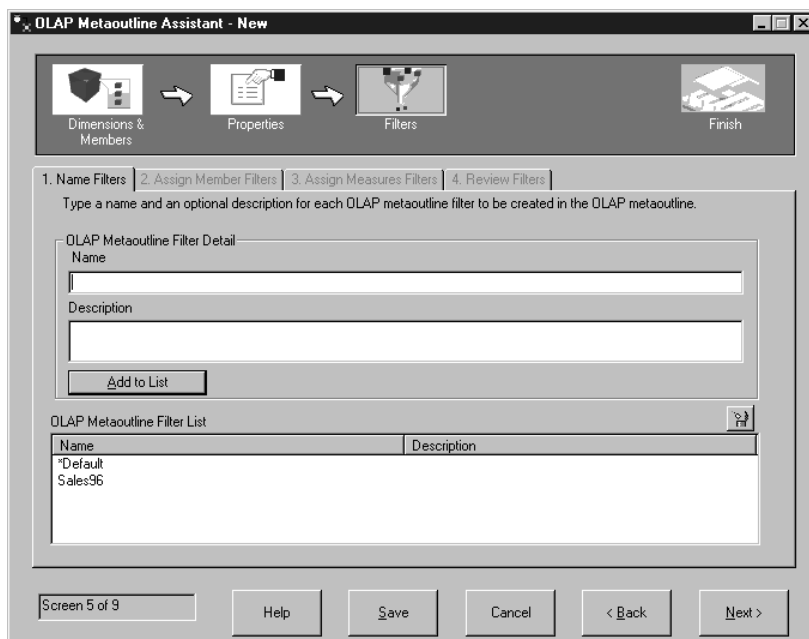 OLAP Metaoutline Assistant - New
Dimensions &
Members
Properties
Filters
Finish
1. Name Filters
2. Assign Member Filters
3. Assign Measures Filters
4. Review Filters
Type a name and an optional description for each OLAP metaoutline filter to be created in the OLAP metaoutline.
OLAP Metaoutline Filter Detail
Name
Description
Add to List
OLAP Metaoutline Filter List
Name Description
*Default
Sales96
Screen 5 of 9
Help
Save
Cancel
< Back
Next >